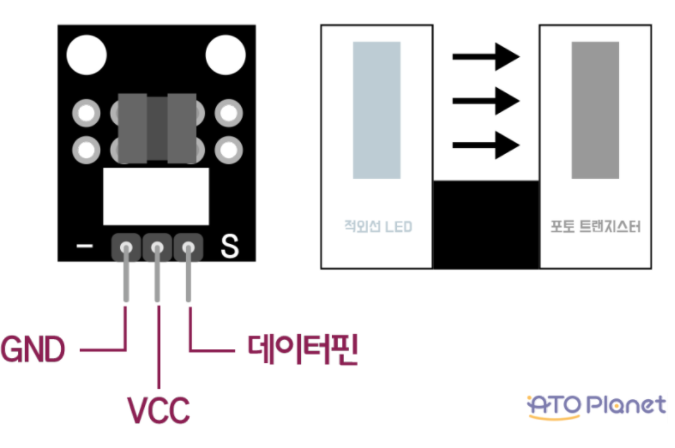 적외선 LED
포토 트랜지스터
- S
GND
데이터핀
VCC
ATO Planet